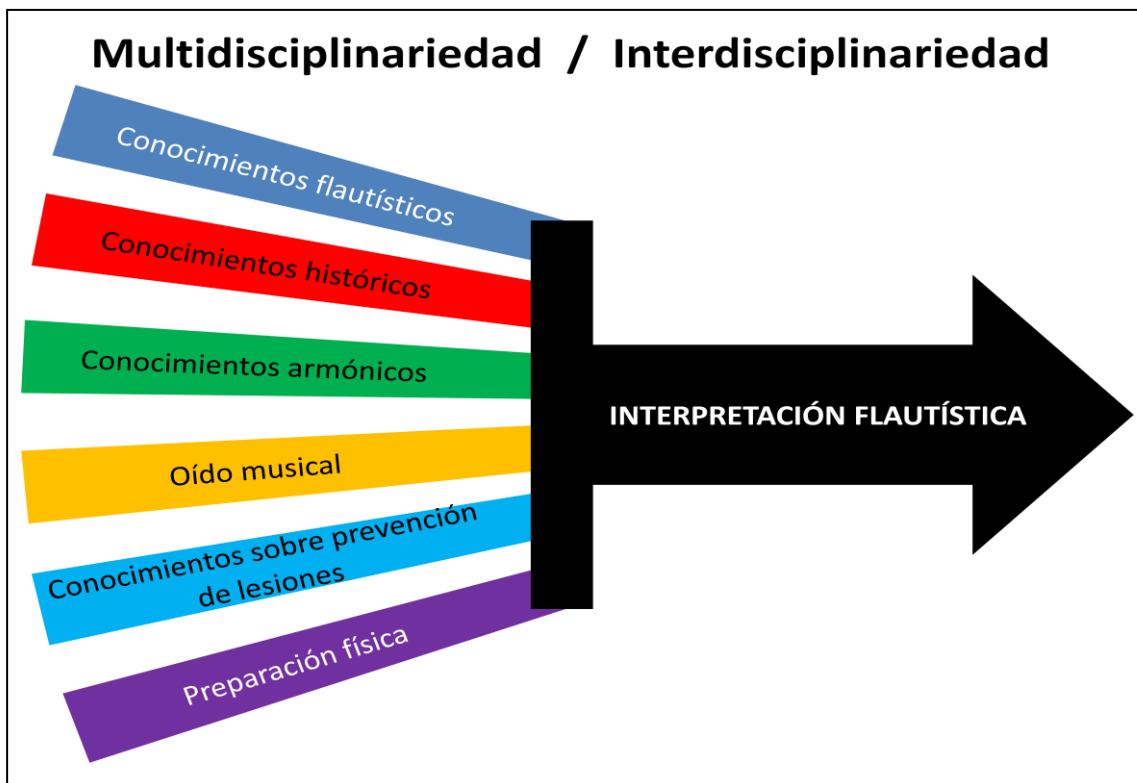 Multidisciplinariedad / Interdisciplinariedad
Conocimientos flautísticos
Conocimientos históricos
Conocimientos armónicos
Oído musical
Conocimientos sobre prevención
de lesiones
Preparación física
INTERPRETACIÓN FLAUTÍSTICA